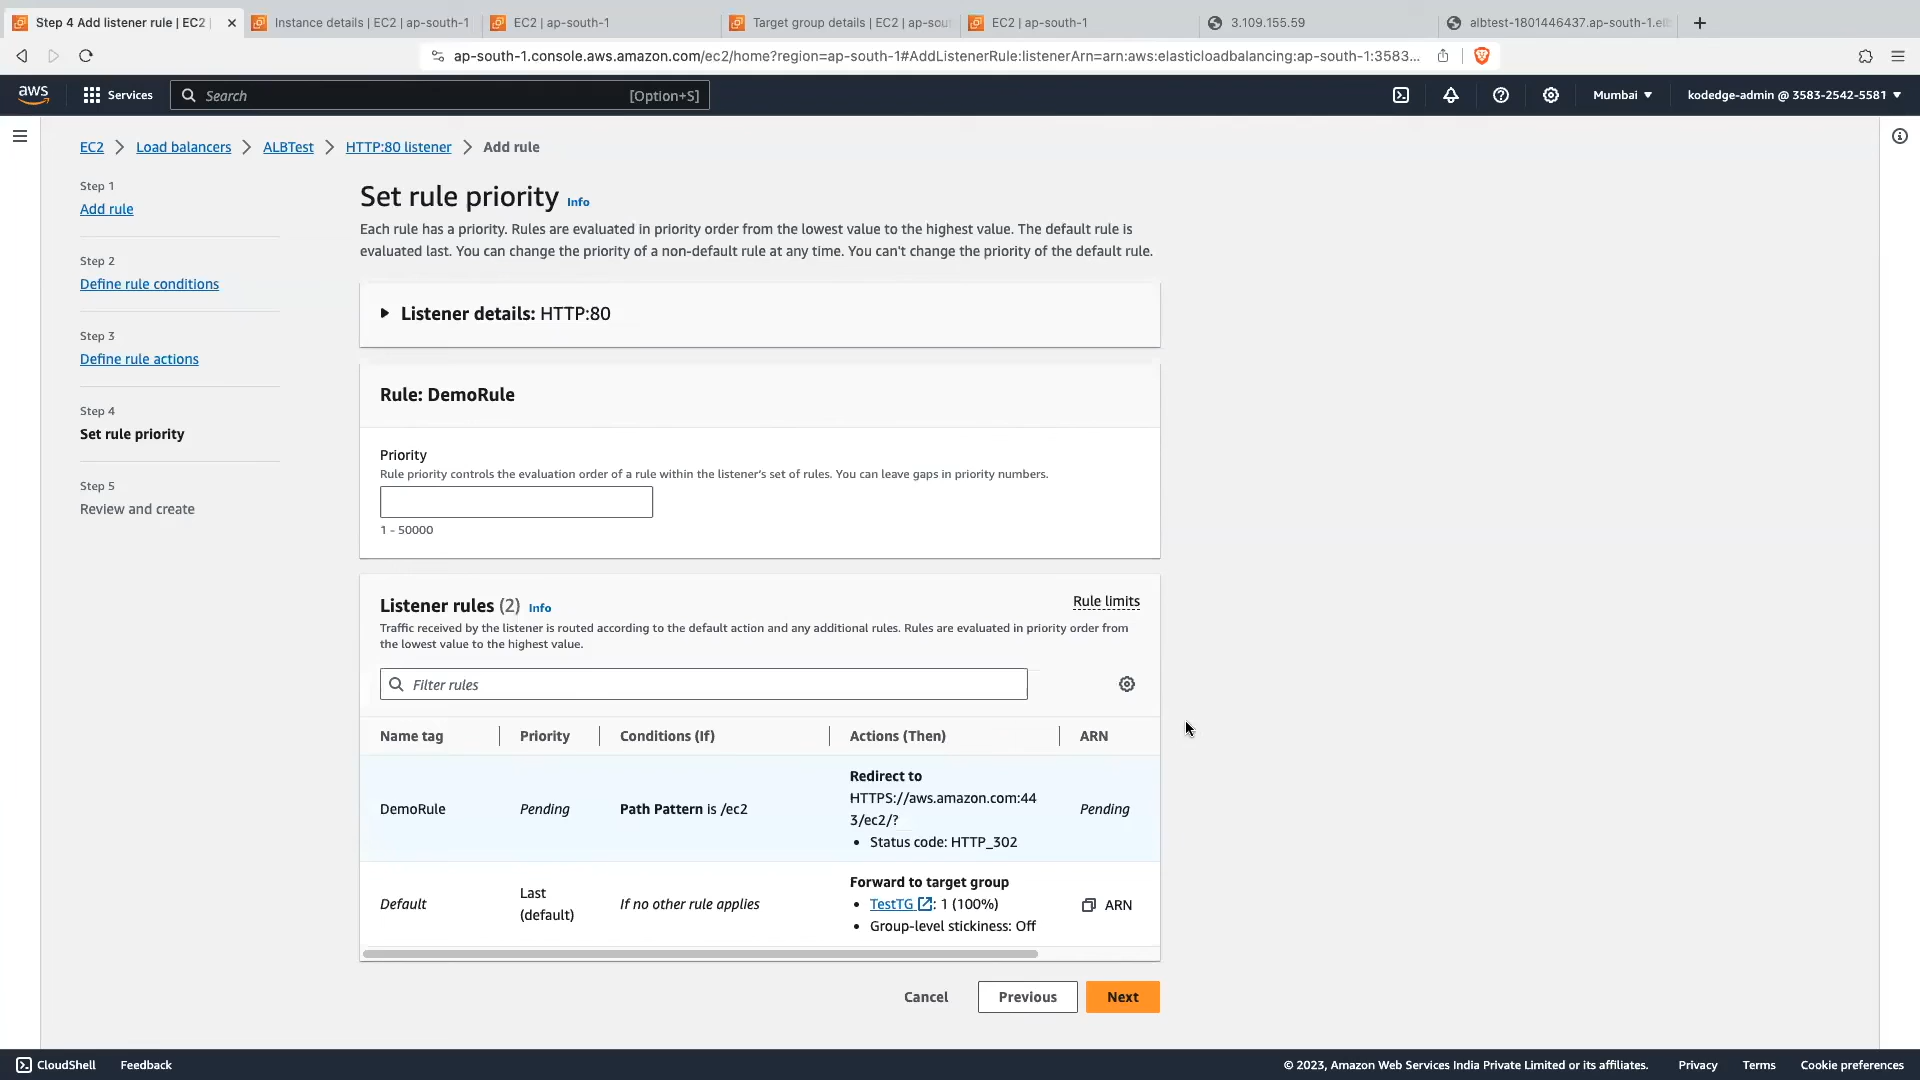 Step 4 Add listener rule | EC2 |
Instance details | EC2 | ap-south-1
EC2 | ap-south-1
Target group details | EC2 | ap-sou
EC2 | ap-south-1
3.109.155.59
albtest-1801446437.ap-south-1.elb
ap-south-1.console.aws.amazon.com/ec2/home?region=ap-south-1#AddListenerRule:listenerArn=arn:aws:elasticloadbalancing:ap-south-1:3583...
aws
Services
Search
[Option+S]
Mumbai
kodedge-admin @ 3583-2542-5581
EC2
Load balancers
ALBTest
HTTP:80 listener
Add rule
Step 1
Add rule
Step 2
Define rule conditions
Step 3
Define rule actions
Step 4
Set rule priority
Step 5
Review and create
Set rule priority Info
Each rule has a priority. Rules are evaluated in priority order from the lowest value to the highest value. The default rule is
evaluated last. You can change the priority of a non-default rule at any time. You can't change the priority of the default rule.
Listener details: HTTP:80
Rule: DemoRule
Priority
Rule priority controls the evaluation order of a rule within the listener's set of rules. You can leave gaps in priority numbers.
1 - 50000
Listener rules (2) Info
Rule limits
Traffic received by the listener is routed according to the default action and any additional rules. Rules are evaluated in priority order from
the lowest value to the highest value.
Filter rules
Name tag
Priority
Conditions (If)
Actions (Then)
ARN
DemoRule
Pending
Path Pattern is /ec2
Redirect to
HTTPS://aws.amazon.com:44
3/ec2/?
• Status code: HTTP_302
Pending
Default
Last
(default)
If no other rule applies
Forward to target group
• TestTG : 1 (100%)
• Group-level stickiness: Off
ARN
Cancel
Previous
Next
CloudShell
Feedback
© 2023, Amazon Web Services India Private Limited or its affiliates.
Privacy
Terms
Cookie preferences